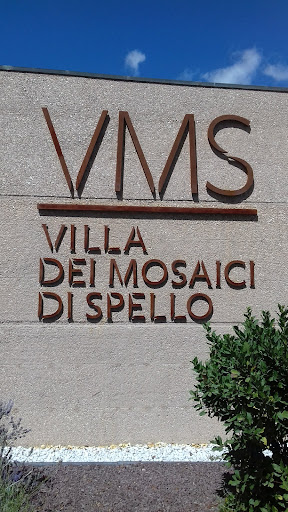 VMS
VILLA
DEI MOSAICI
DI SPELLO